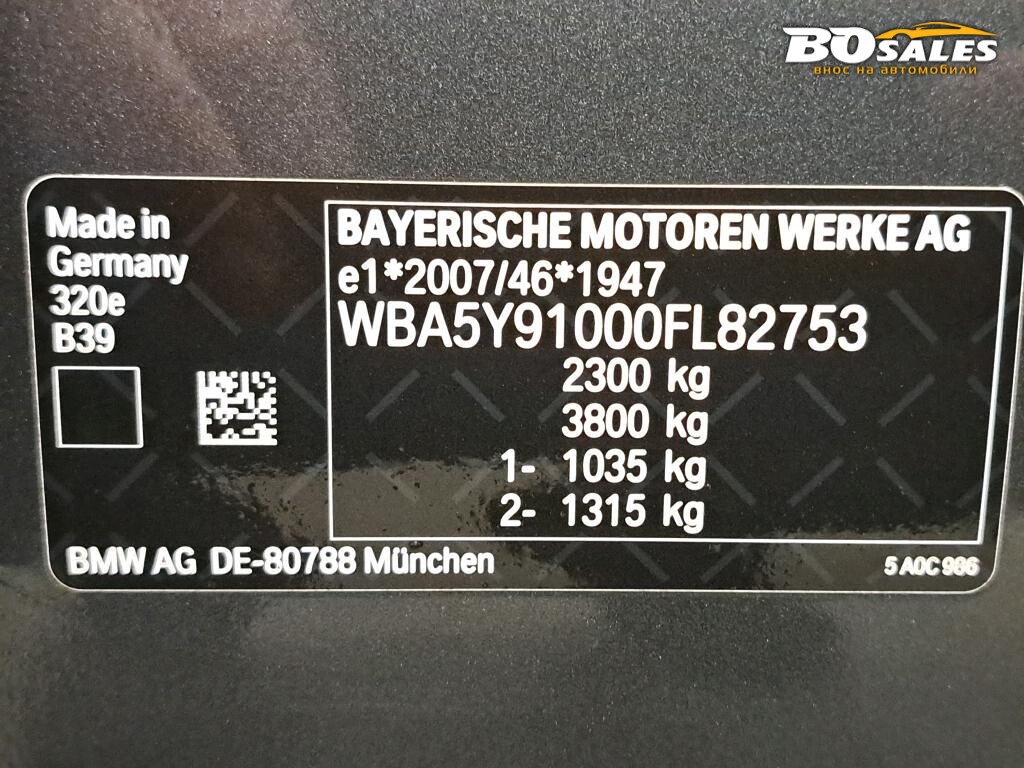 BOSALES
внос на автомобили
Made in
Germany
320e
B39
BAYERISCHE MOTOREN WERKE AG
e1*2007/46*1947
WBA5Y91000FL82753
2300 kg
3800 kg
1- 1035 kg
2- 1315 kg
BMW AG DE-80788 München
5 A0C 986